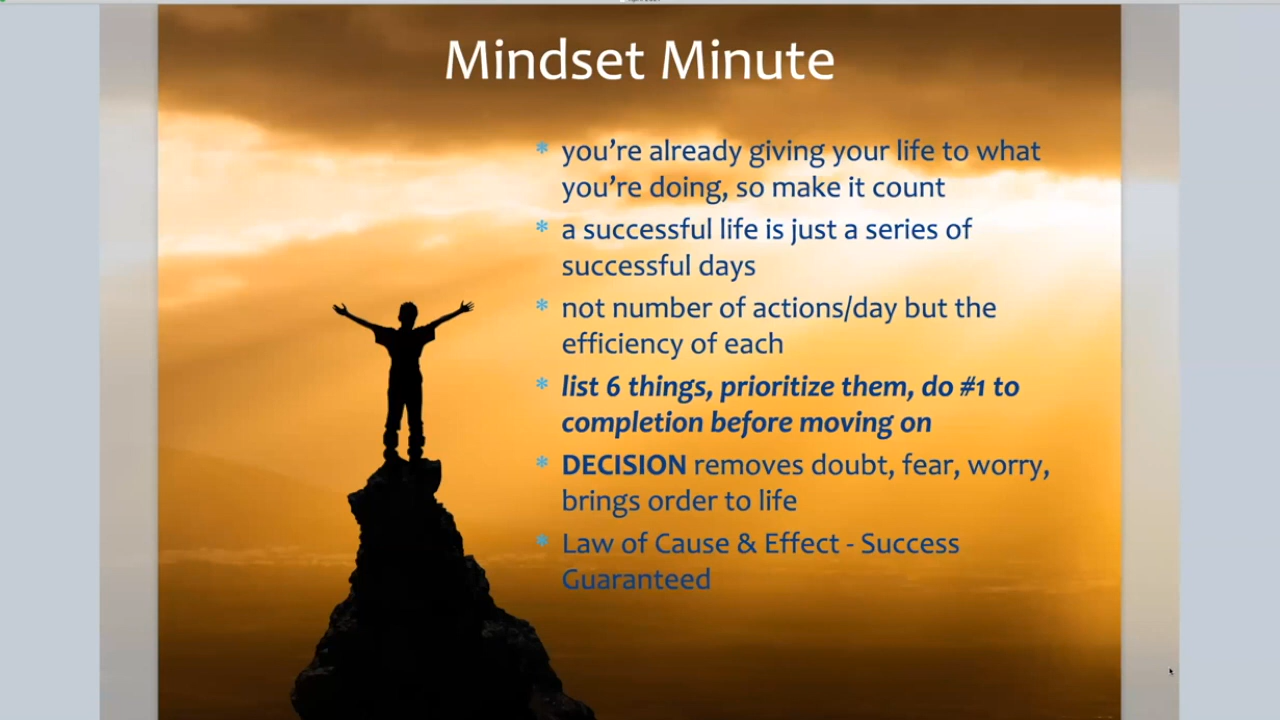 Mindset Minute
* you’re already giving your life to what
you’re doing, so make it count
* a successful life is just a series of
successful days
* not number of actions/day but the
efficiency of each
* list 6 things, prioritize them, do #1 to
completion before moving on
* DECISION removes doubt, fear, worry,
brings order to life
* Law of Cause & Effect - Success
Guaranteed